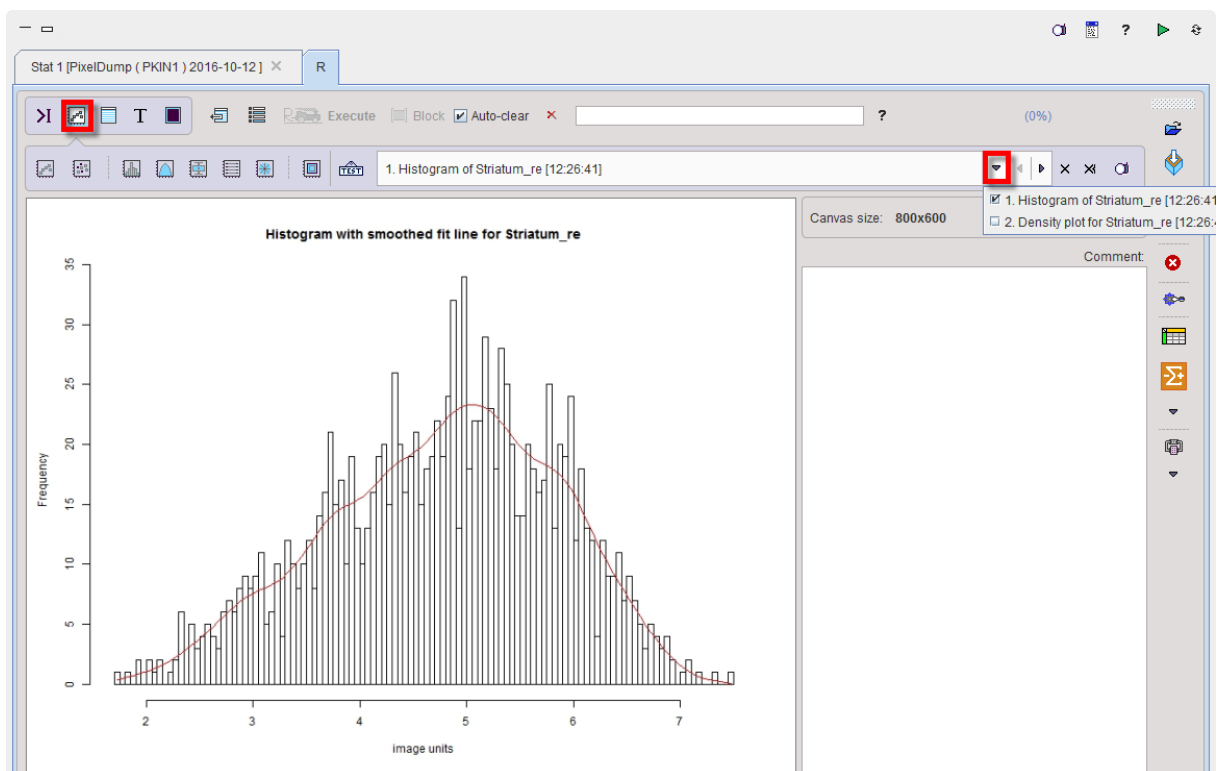 ?
Stat 1 [PixelDump ( PKIN1 ) 2016-10-12 ] ×
R
T
Execute
Block
Auto-clear
?
(0%)
TEST
1. Histogram of Striatum_re [12:26:41]
1. Histogram of Striatum_re [12:26:41
2. Density plot for Striatum_re [12:26:
Canvas size: 800x600
Comment:
Histogram with smoothed fit line for Striatum_re
Frequency
35
30
25
20
15
10
5
0
2 3 4 5 6 7
image units